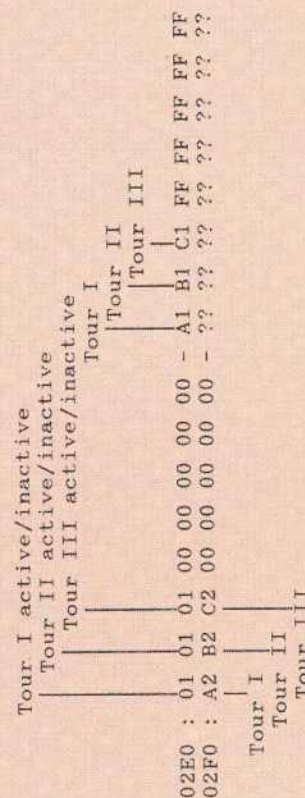 Tour I active/inactive
Tour II active/inactive
Tour III active/inactive
Tour I
Tour II
Tour III
02E0 : 01 01 01 00 00 00 00 00 - A1 B1 C1 FF FF FF FF FF
02F0 : A2 B2 C2 00 00 00 00 00 - ?? ?? ?? ?? ?? ?? ?? ??
Tour I
Tour II
Tour III